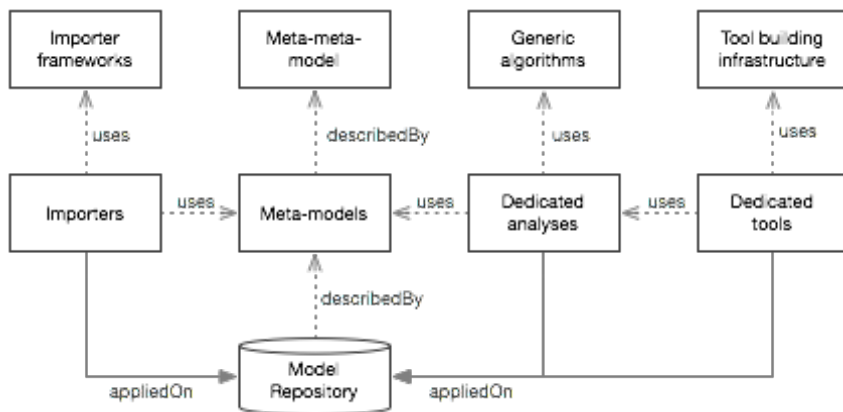 Importer
frameworks
Meta-meta-
model
Generic
algorithms
Tool building
infrastructure
uses
describedBy
uses
uses
Importers
uses
Meta-models
uses
Dedicated
analyses
uses
Dedicated
tools
describedBy
Model
Repository
appliedOn
appliedOn